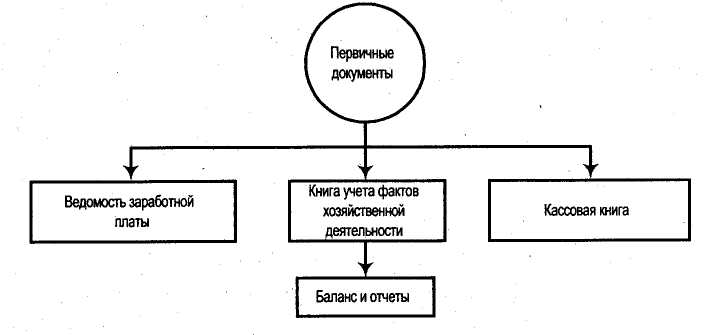 Первичные
документы
Ведомость заработной
платы
Книга учета фактов
хозяйственной
деятельности
Кассовая книга
Баланс и отчеты